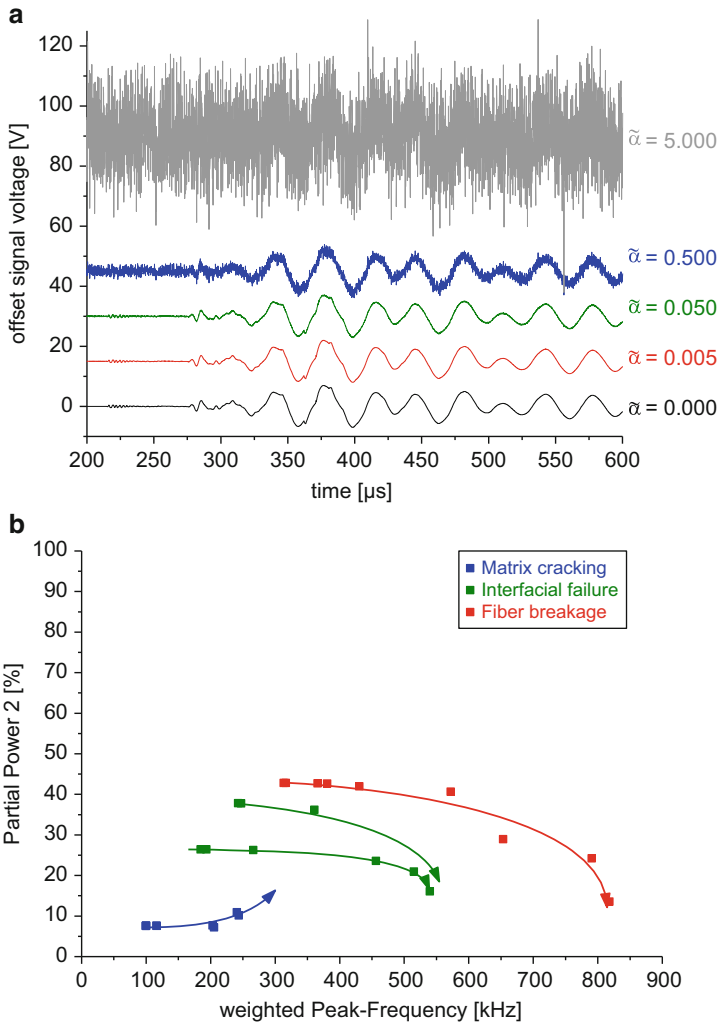 a
120
100
80
60
40
20
0
offset signal voltage [V]
α̃ = 5.000
α̃ = 0.500
α̃ = 0.050
α̃ = 0.005
α̃ = 0.000
200 250 300 350 400 450 500 550 600
time [µs]
b
100
90
80
70
60
50
40
30
20
10
0
Partial Power 2 [%]
Matrix cracking
Interfacial failure
Fiber breakage
0 100 200 300 400 500 600 700 800 900
weighted Peak-Frequency [kHz]